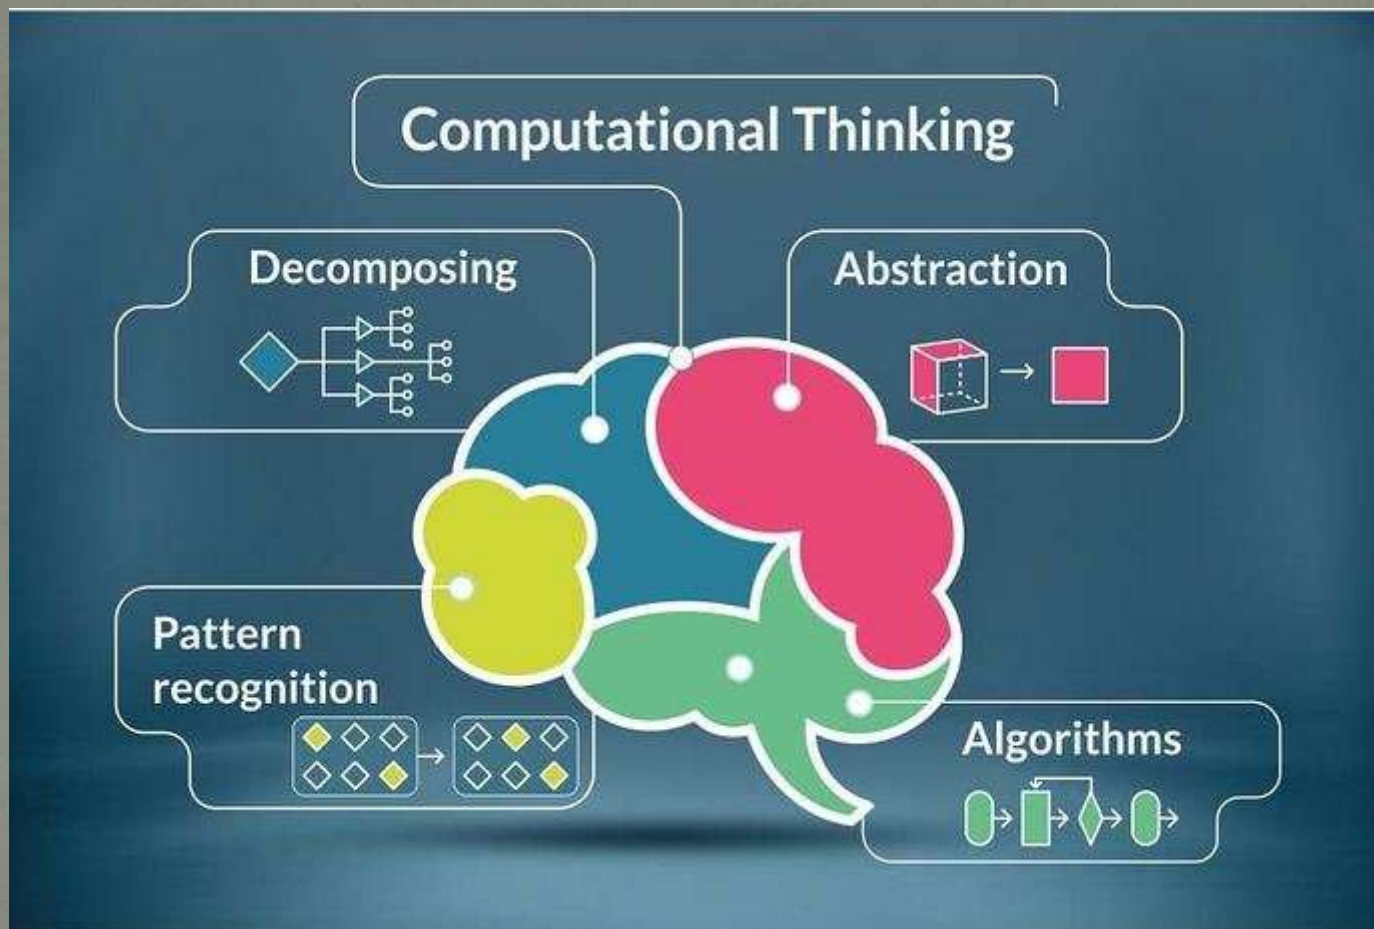 Computational Thinking
Decomposing
Abstraction
Pattern
recognition
Algorithms